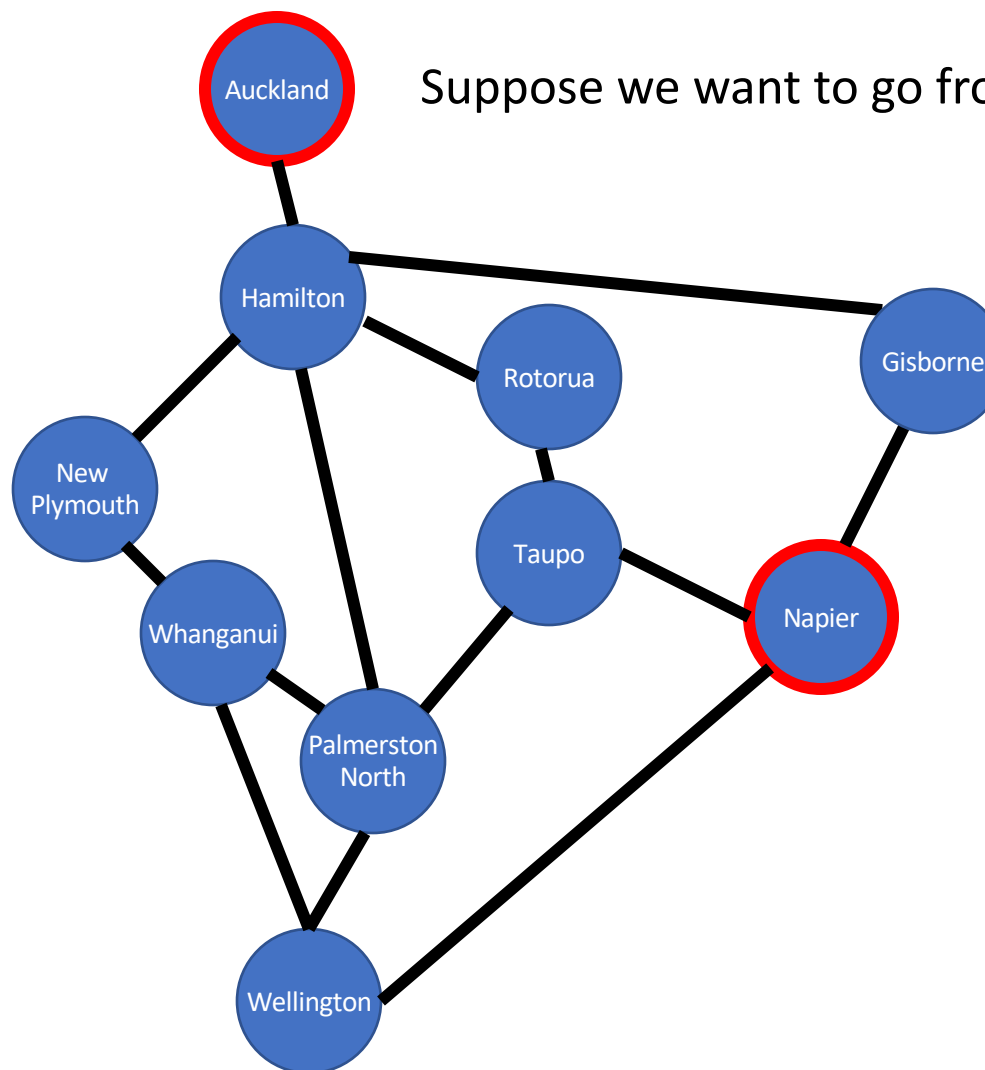 Auckland
Suppose we want to go fro
Hamilton
Rotorua
Gisborne
New
Plymouth
Taupo
Napier
Whanganui
Palmerston
North
Wellington